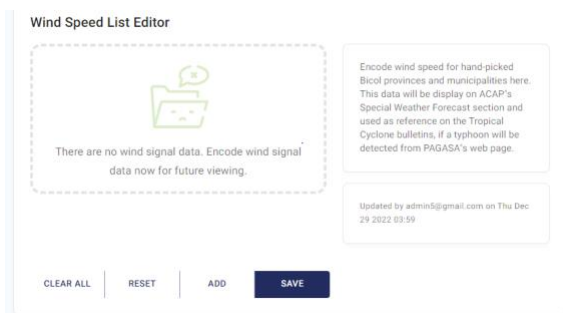 Wind Speed List Editor
There are no wind signal data. Encode wind signal
data now for future viewing.
Encode wind speed for hand-picked
Bicol provinces and municipalities here.
This data will be display on ACAP's
Special Weather Forecast section and
used as reference on the Tropical
Cyclone bulletins, if a typhoon will be
detected from PAGASA's web page.
Updated by admin5@gmail.com on Thu Dec
29 2022 03:59
CLEAR ALL
RESET
ADD
SAVE